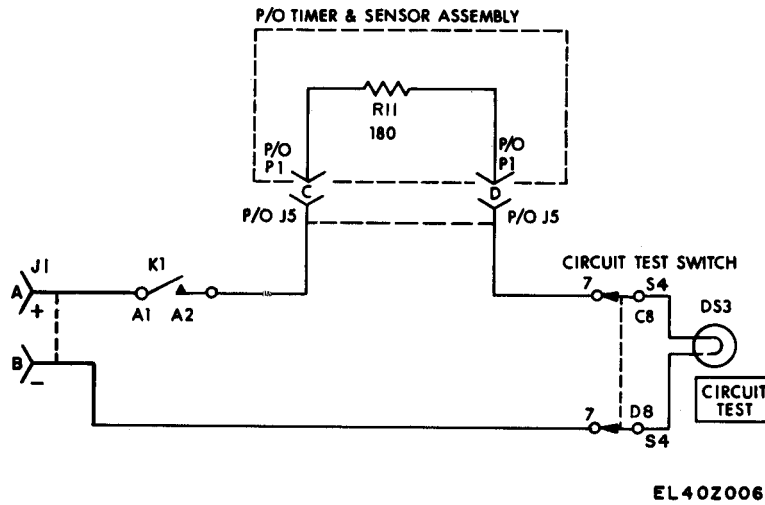 P/O TIMER & SENSOR ASSEMBLY
R11
180
P/O
P1
P/O
P1
C
D
P/O J5
P/O J5
J1
K1
CIRCUIT TEST SWITCH
A
+
A1
A2
7
S4
C8
DS3
B
–
CIRCUIT
TEST
7
D8
S4
EL40Z006